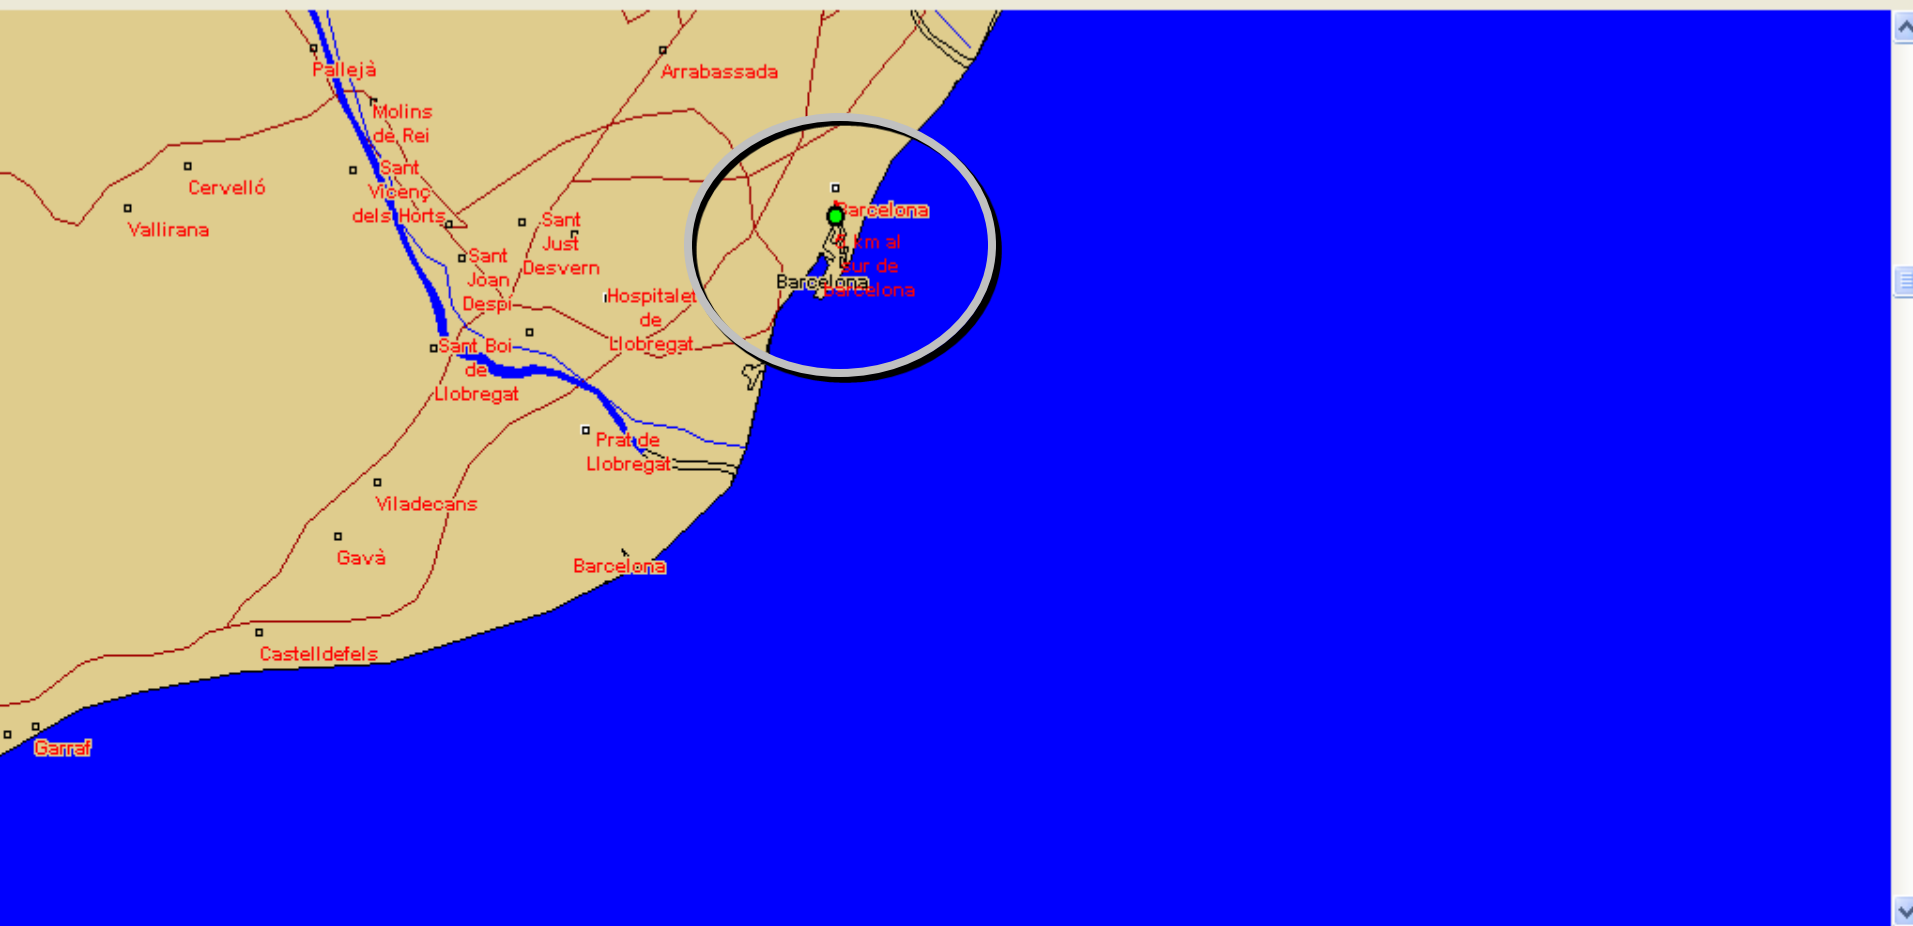 Pallejà
Arrabassada
Molins
de Rei
Sant
Vicenç
dels Horts
Cervelló
Vallirana
Sant
Just
Desvern
Sant
Joan
Despi
Hospitalet
de
Llobregat
Barcelona
km al
sur de
Barcelona
Barcelona
Sant Boi
de
Llobregat
Prat de
Llobregat
Viladecans
Gavà
Barcelona
Castelldefels
Garraf